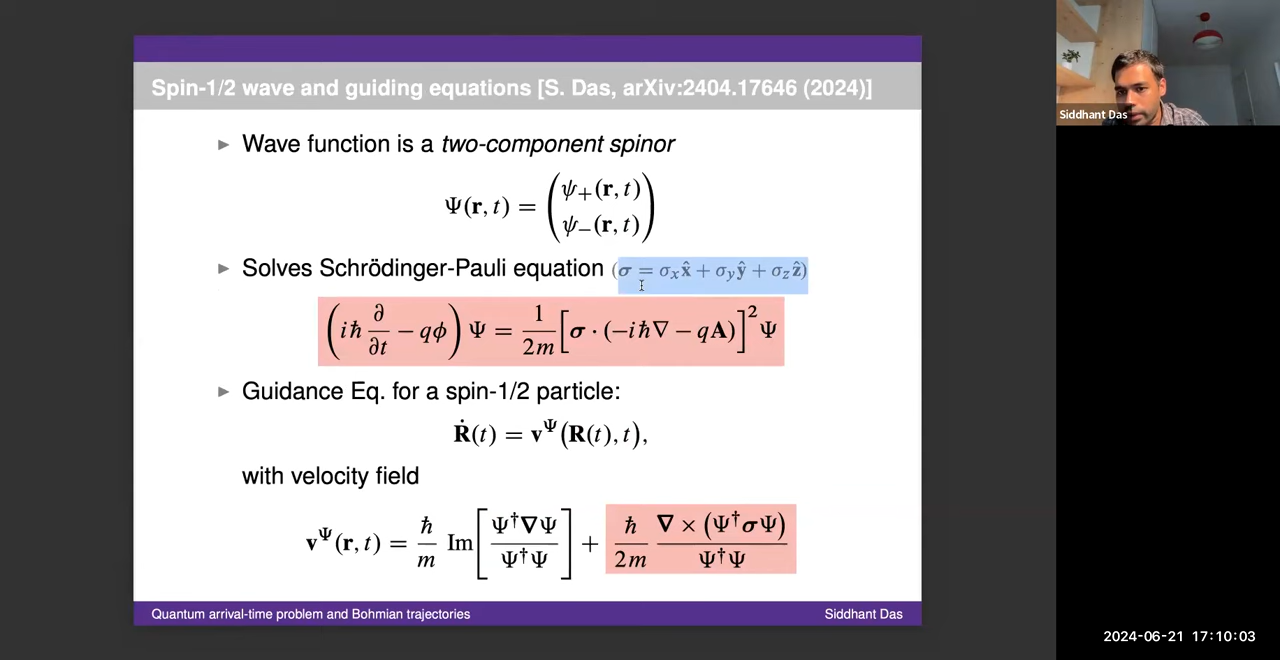 Spin-1/2 wave and guiding equations [S. Das, arXiv:2404.17646 (2024)]
▶ Wave function is a two-component spinor
Ψ(r, t) = (ψ₊(r, t) ψ₋(r, t))
▶ Solves Schrödinger-Pauli equation (σ = σₓx̂ + σᵧŷ + σ_zẑ)
(iħ ∂/∂t − qϕ) Ψ = 1/2m [σ · (−iħ∇ − qA)]² Ψ
▶ Guidance Eq. for a spin-1/2 particle:
Ṙ(t) = v^Ψ(R(t), t),
with velocity field
v^Ψ(r, t) = ħ/m Im[Ψ†∇Ψ / Ψ†Ψ] + ħ/2m ∇ × (Ψ†σΨ) / Ψ†Ψ
Quantum arrival-time problem and Bohmian trajectories
Siddhant Das
Siddhant Das
2024-06-21 17:10:03